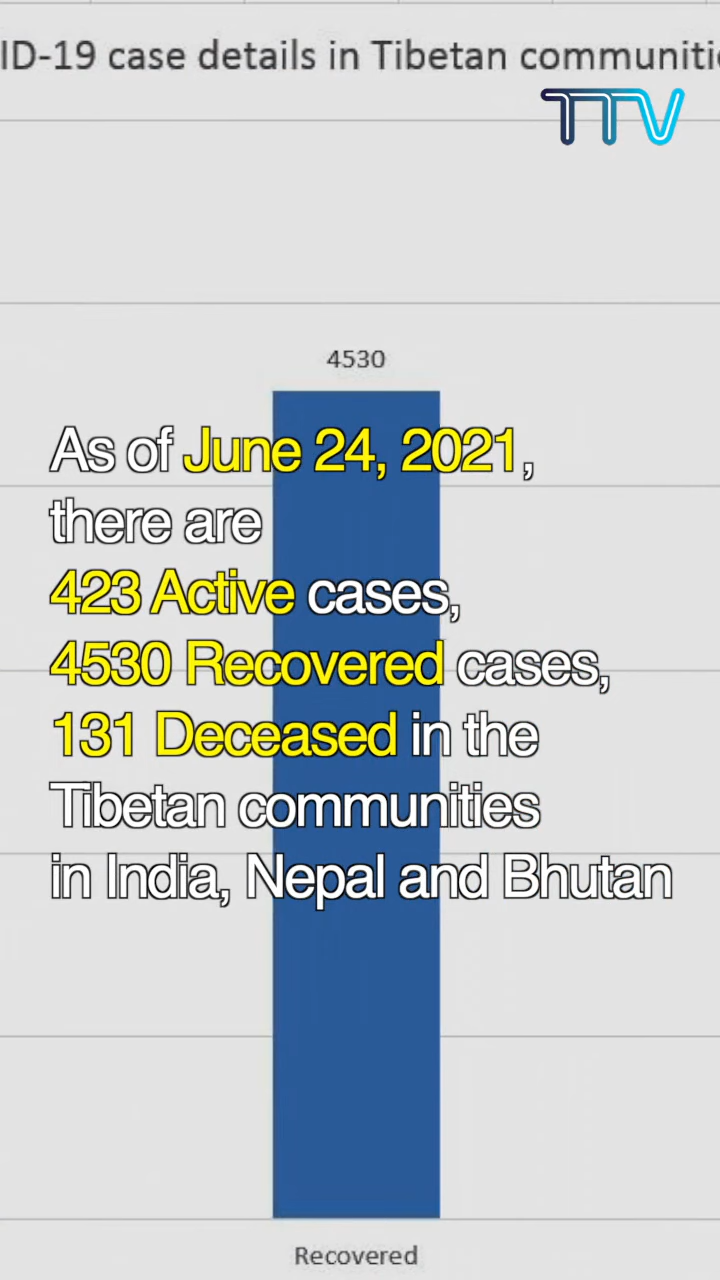 ID-19 case details in Tibetan communiti
TTV
4530
As of June 24, 2021,
there are
423 Active cases,
4530 Recovered cases,
131 Deceased in the
Tibetan communities
in India, Nepal and Bhutan
Recovered